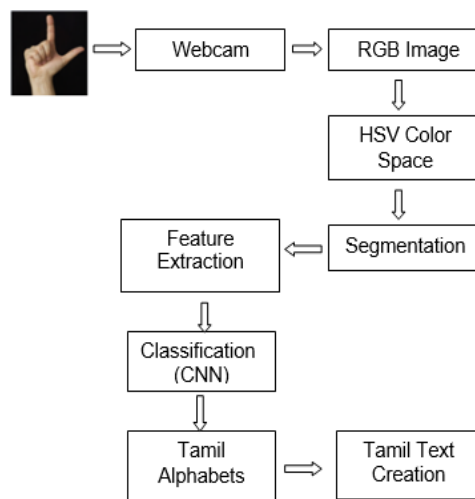 Webcam
RGB Image
HSV Color
Space
Segmentation
Feature
Extraction
Classification
(CNN)
Tamil
Alphabets
Tamil Text
Creation